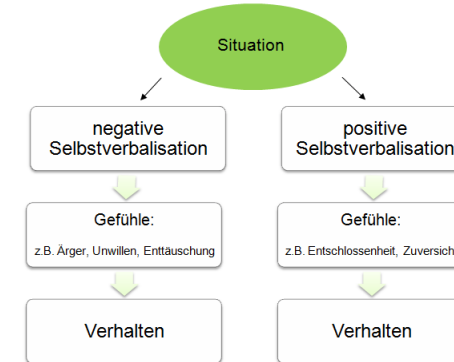 Situation
negative
Selbstverbalisation
positive
Selbstverbalisation
Gefühle:
z.B. Ärger, Unwillen, Enttäuschung
Gefühle:
z.B. Entschlossenheit, Zuversich
Verhalten
Verhalten